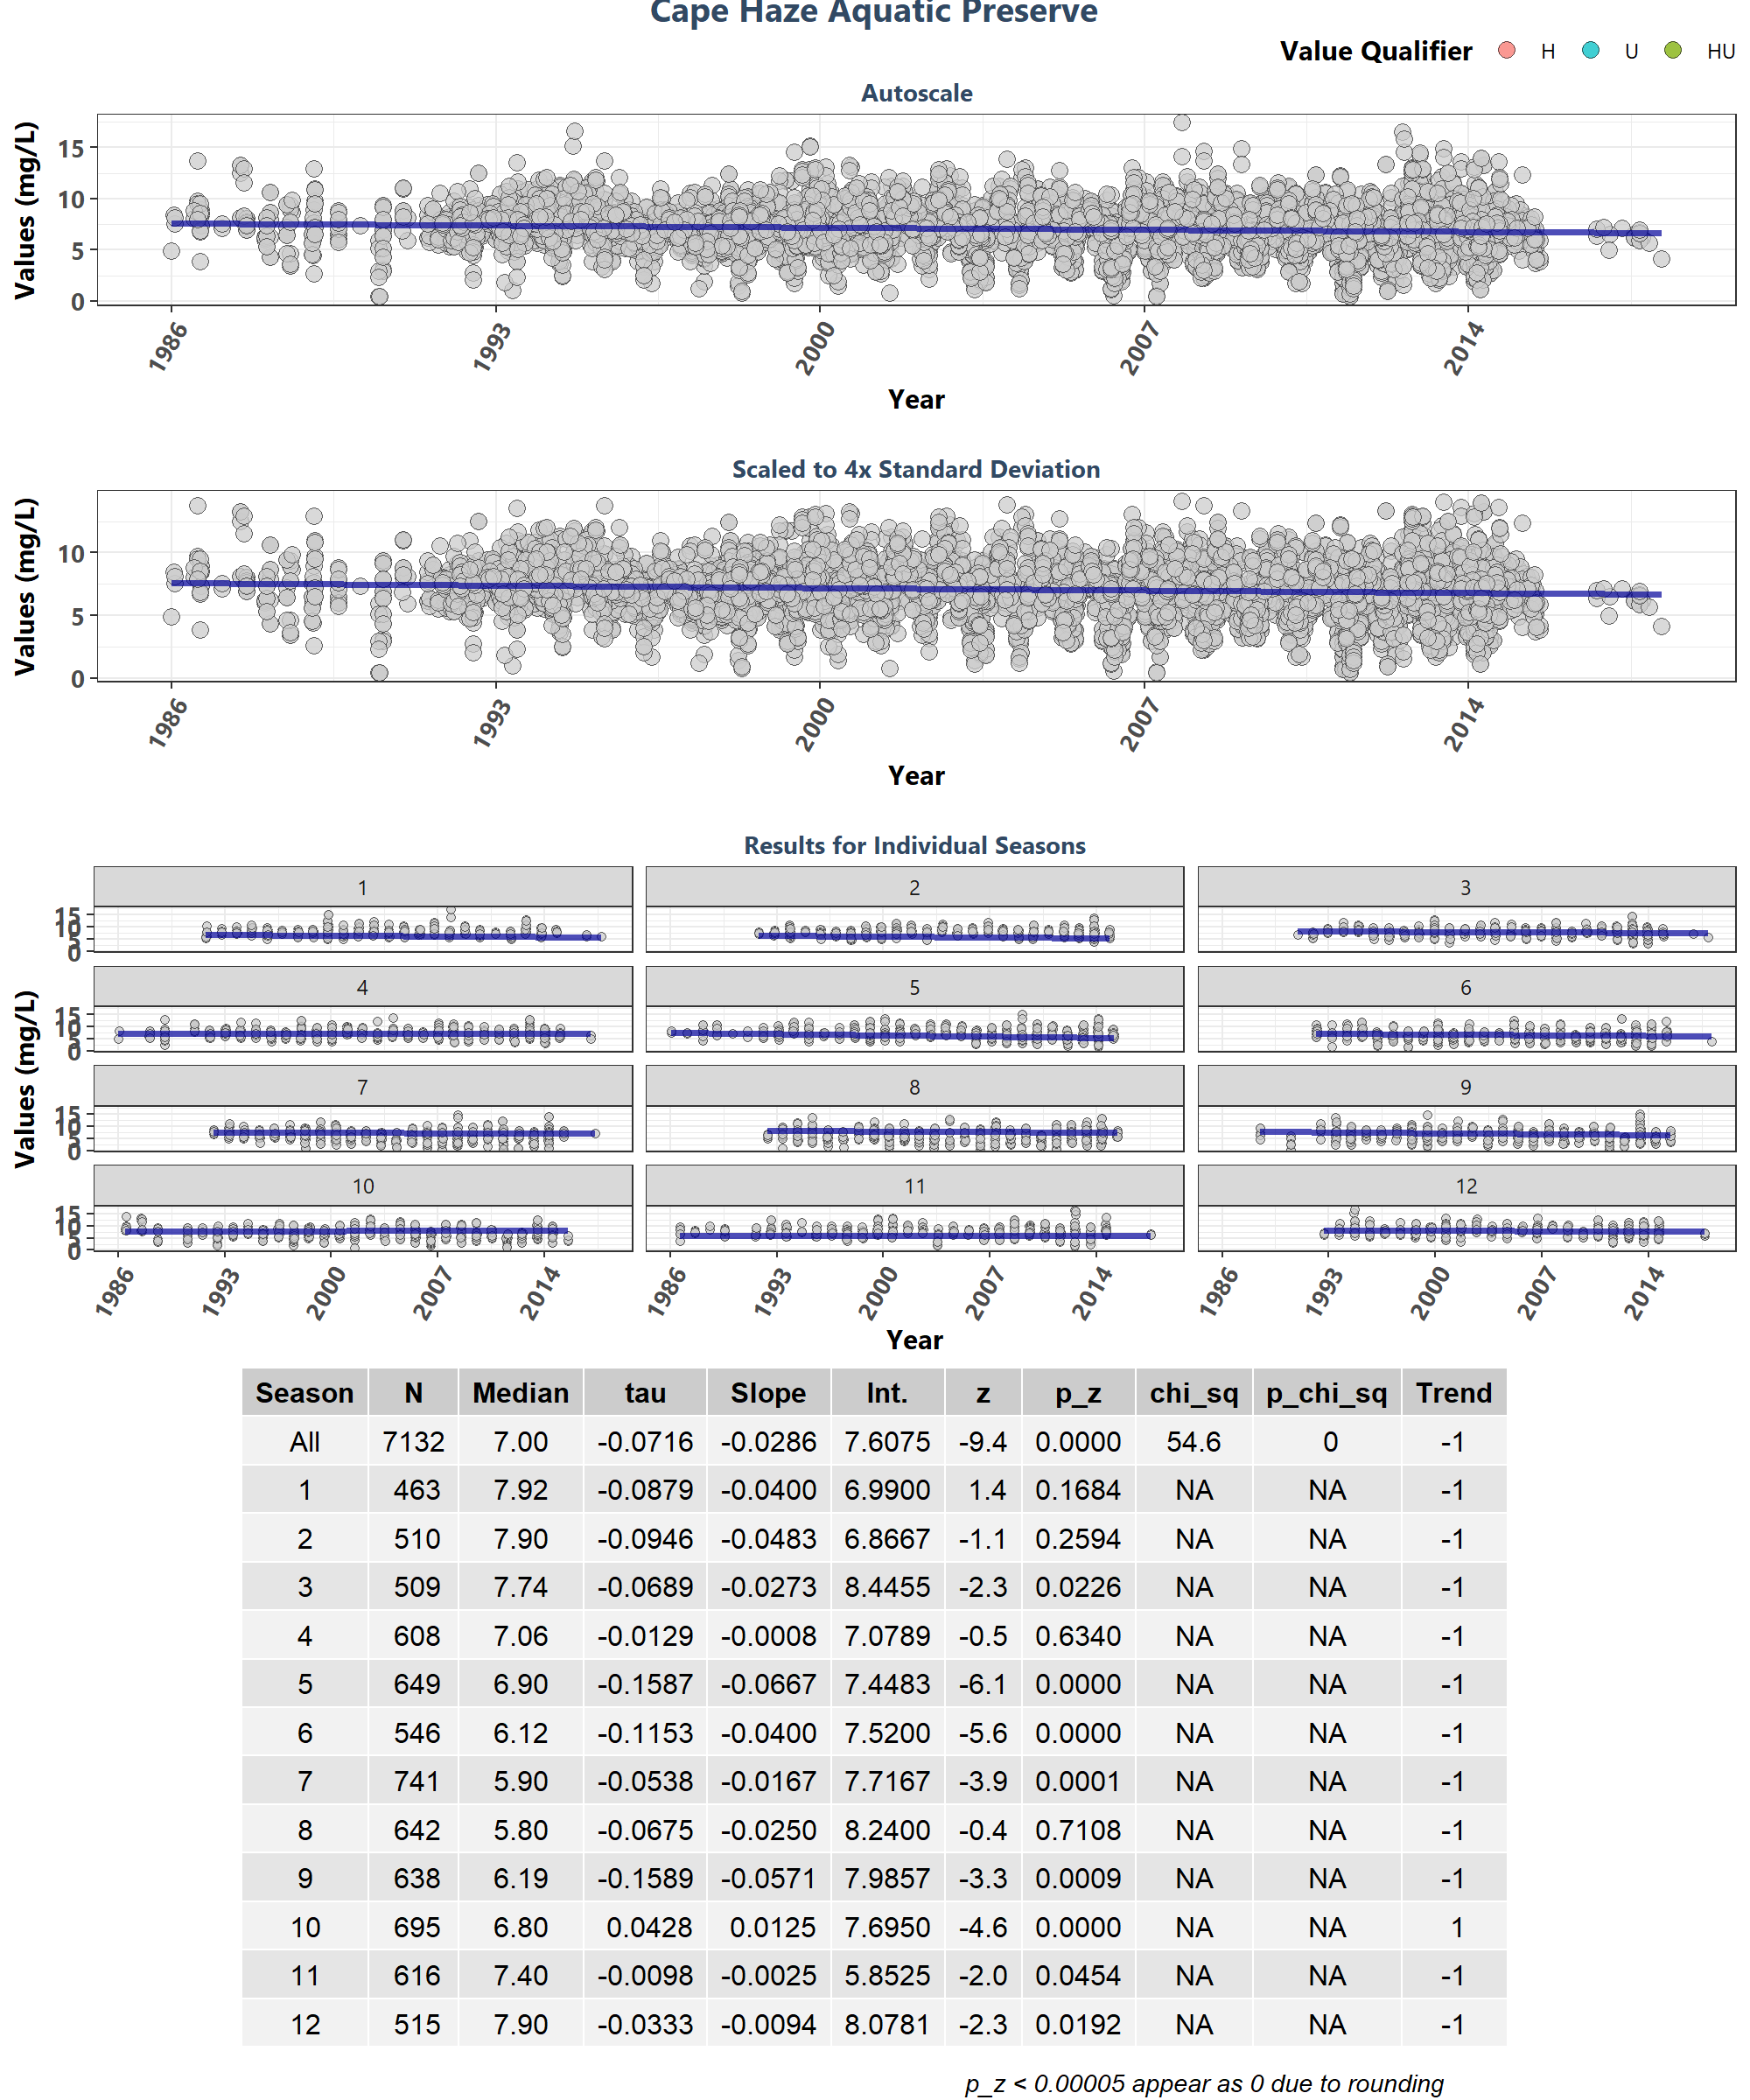 Cape Haze Aquatic Preserve
Value Qualifier H U HU
Autoscale
Values (mg/L)
15
10
5
0
1986 1993 2000 2007 2014
Year
Scaled to 4x Standard Deviation
Values (mg/L)
10
5
0
1986 1993 2000 2007 2014
Year
Results for Individual Seasons
Values (mg/L)
1 2 3
15
10
5
0
4 5 6
15
10
5
0
7 8 9
15
10
5
0
10 11 12
15
10
5
0
1986 1993 2000 2007 2014 1986 1993 2000 2007 2014 1986 1993 2000 2007 2014
Year
Season N Median tau Slope Int. z p_z chi_sq p_chi_sq Trend
All 7132 7.00 -0.0716 -0.0286 7.6075 -9.4 0.0000 54.6 0 -1
1 463 7.92 -0.0879 -0.0400 6.9900 1.4 0.1684 NA NA -1
2 510 7.90 -0.0946 -0.0483 6.8667 -1.1 0.2594 NA NA -1
3 509 7.74 -0.0689 -0.0273 8.4455 -2.3 0.0226 NA NA -1
4 608 7.06 -0.0129 -0.0008 7.0789 -0.5 0.6340 NA NA -1
5 649 6.90 -0.1587 -0.0667 7.4483 -6.1 0.0000 NA NA -1
6 546 6.12 -0.1153 -0.0400 7.5200 -5.6 0.0000 NA NA -1
7 741 5.90 -0.0538 -0.0167 7.7167 -3.9 0.0001 NA NA -1
8 642 5.80 -0.0675 -0.0250 8.2400 -0.4 0.7108 NA NA -1
9 638 6.19 -0.1589 -0.0571 7.9857 -3.3 0.0009 NA NA -1
10 695 6.80 0.0428 0.0125 7.6950 -4.6 0.0000 NA NA 1
11 616 7.40 -0.0098 -0.0025 5.8525 -2.0 0.0454 NA NA -1
12 515 7.90 -0.0333 -0.0094 8.0781 -2.3 0.0192 NA NA -1
p_z < 0.00005 appear as 0 due to rounding